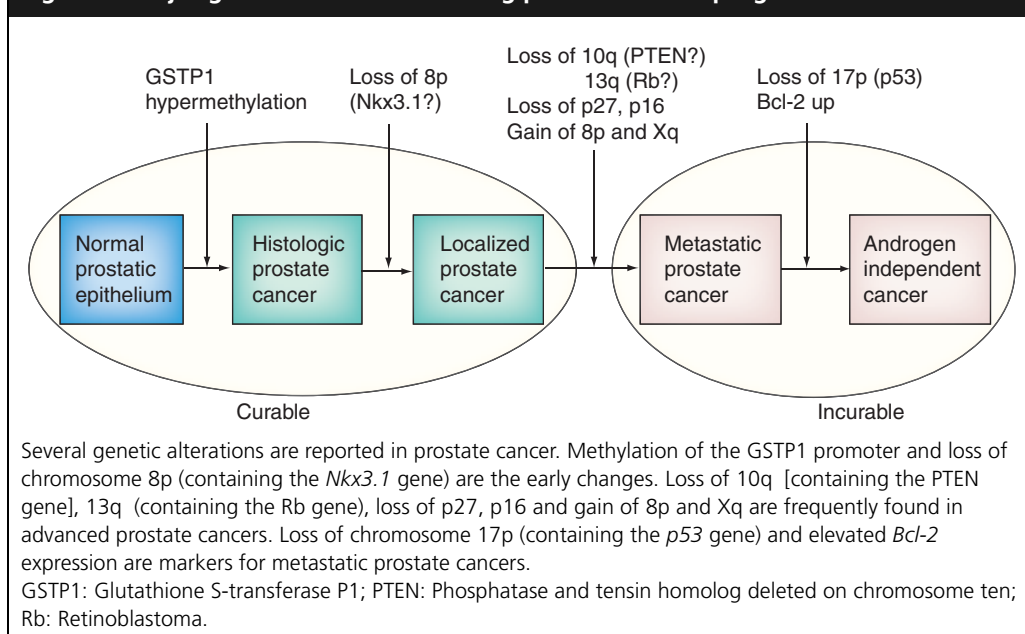 GSTP1
hypermethylation
Loss of 8p
(Nkx3.1?)
Loss of 10q (PTEN?)
13q (Rb?)
Loss of p27, p16
Gain of 8p and Xq
Loss of 17p (p53)
Bcl-2 up
Normal
prostatic
epithelium
Histologic
prostate
cancer
Localized
prostate
cancer
Metastatic
prostate
cancer
Androgen
independent
cancer
Curable
Incurable
Several genetic alterations are reported in prostate cancer. Methylation of the GSTP1 promoter and loss of
chromosome 8p (containing the Nkx3.1 gene) are the early changes. Loss of 10q [containing the PTEN
gene], 13q (containing the Rb gene), loss of p27, p16 and gain of 8p and Xq are frequently found in
advanced prostate cancers. Loss of chromosome 17p (containing the p53 gene) and elevated Bcl-2
expression are markers for metastatic prostate cancers.
GSTP1: Glutathione S-transferase P1; PTEN: Phosphatase and tensin homolog deleted on chromosome ten;
Rb: Retinoblastoma.